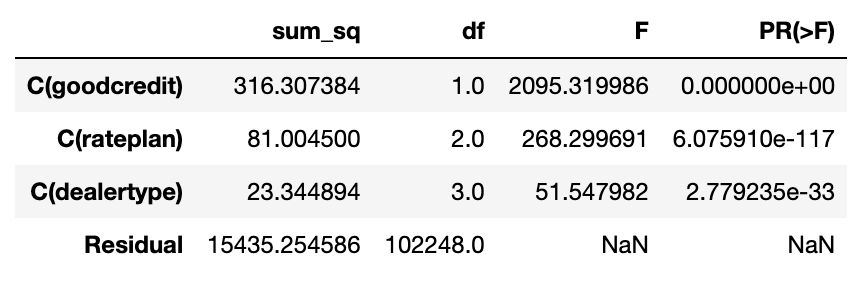 sum_sq df F PR(>F)
C(goodcredit) 316.307384 1.0 2095.319986 0.000000e+00
C(rateplan) 81.004500 2.0 268.299691 6.075910e-117
C(dealertype) 23.344894 3.0 51.547982 2.779235e-33
Residual 15435.254586 102248.0 NaN NaN